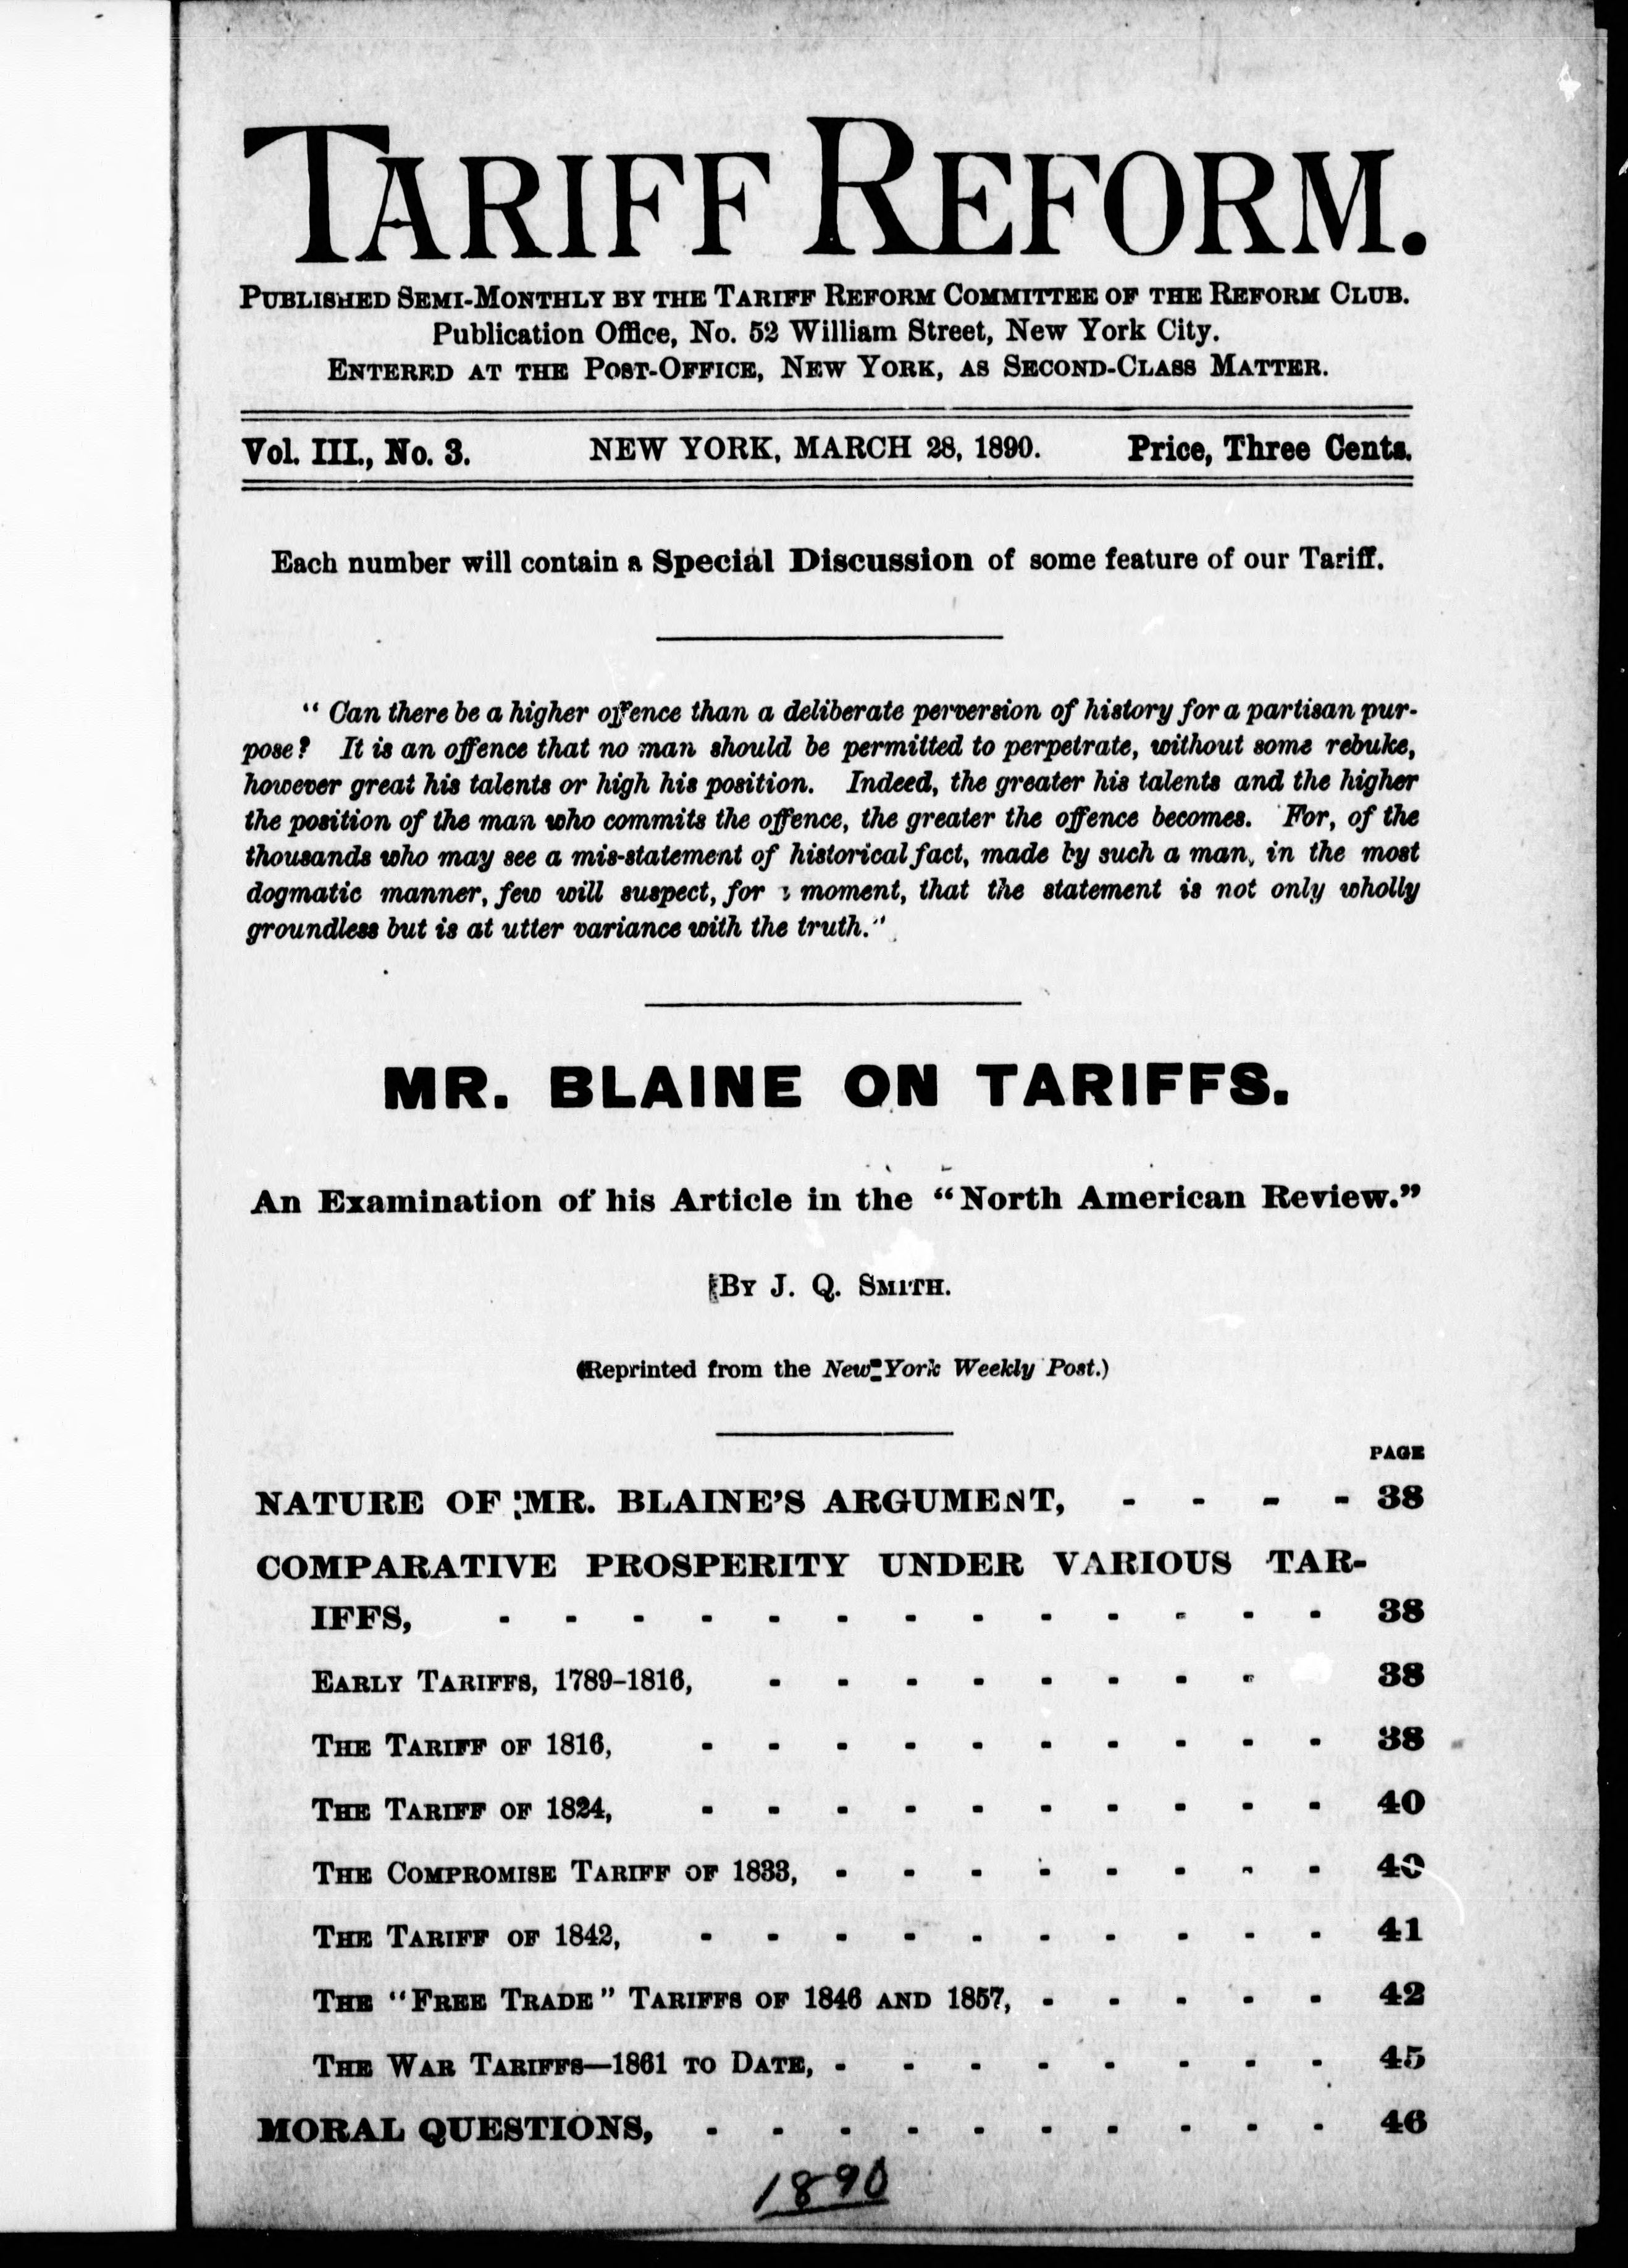 TARIFF REFORM.
PUBLISHED SEMI-MONTHLY BY THE TARIFF REFORM COMMITTEE OF THE REFORM CLUB.
Publication Office, No. 52 William Street, New York City.
ENTERED AT THE POST-OFFICE, NEW YORK, AS SECOND-CLASS MATTER.
Vol. III., No. 3. NEW YORK, MARCH 28, 1890. Price, Three Cents.
Each number will contain a Special Discussion of some feature of our Tariff.
"Can there be a higher offence than a deliberate perversion of history for a partisan pur-
pose? It is an offence that no man should be permitted to perpetrate, without some rebuke,
however great his talents or high his position. Indeed, the greater his talents and the higher
the position of the man who commits the offence, the greater the offence becomes. For, of the
thousands who may see a mis-statement of historical fact, made by such a man, in the most
dogmatic manner, few will suspect, for a moment, that the statement is not only wholly
groundless but is at utter variance with the truth."
MR. BLAINE ON TARIFFS.
An Examination of his Article in the "North American Review."
BY J. Q. SMITH.
(Reprinted from the New York Weekly Post.)
PAGE
NATURE OF MR. BLAINE'S ARGUMENT, - - - - 38
COMPARATIVE PROSPERITY UNDER VARIOUS TAR-
IFFS, - - - - - - - - - - - - - 38
EARLY TARIFFS, 1789-1816, - - - - - - - - 38
THE TARIFF OF 1816, - - - - - - - - - - 38
THE TARIFF OF 1824, - - - - - - - - - - 40
THE COMPROMISE TARIFF OF 1833, - - - - - - - - 40
THE TARIFF OF 1842, - - - - - - - - - - 41
THE "FREE TRADE" TARIFFS OF 1846 AND 1857, - - - - - 42
THE WAR TARIFFS—1861 TO DATE, - - - - - - - - 45
MORAL QUESTIONS, - - - - - - - - - - 46
1890